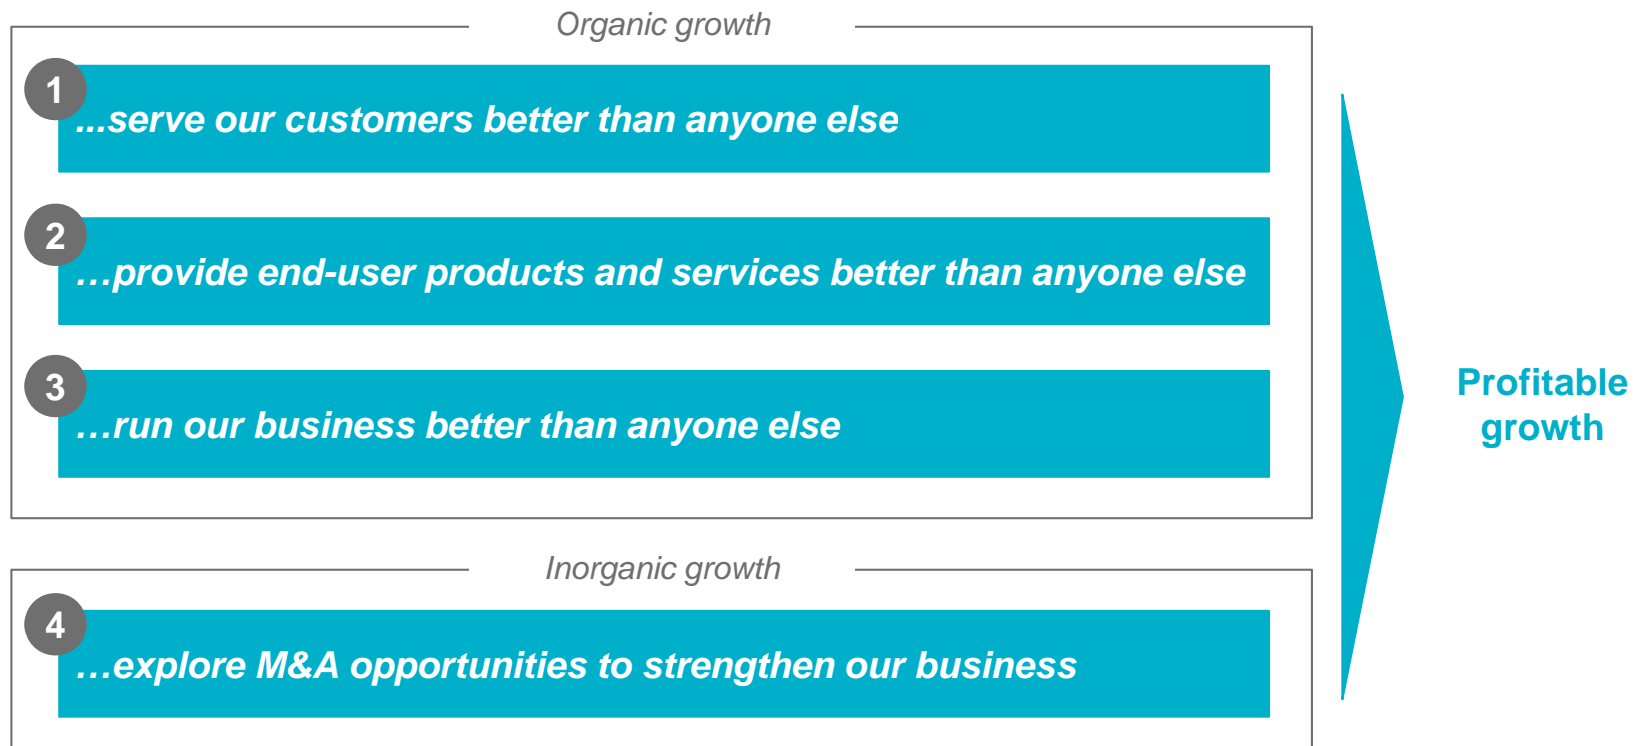 Organic growth
1
...serve our customers better than anyone else
2
…provide end-user products and services better than anyone else
3
…run our business better than anyone else
Profitable
growth
Inorganic growth
4
…explore M&A opportunities to strengthen our business